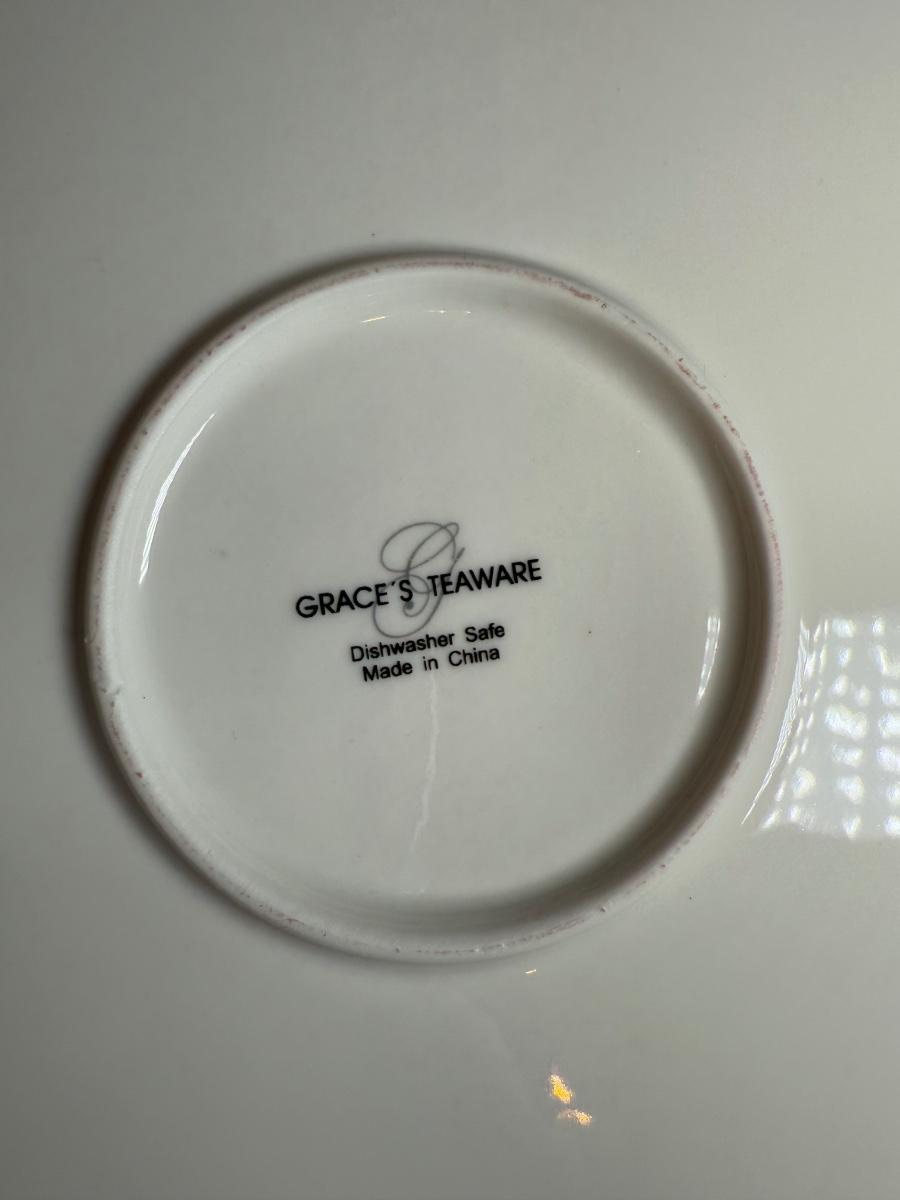 G
GRACE´S TEAWARE
Dishwasher Safe
Made in China